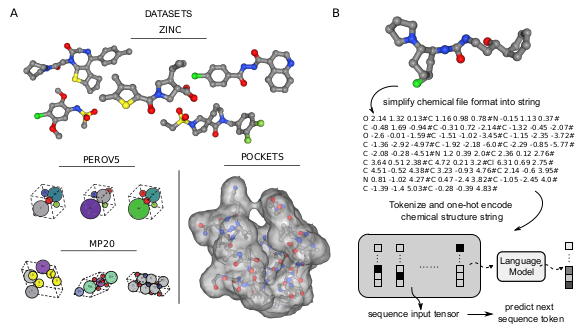 A
DATASETS
ZINC
PEROV5
POCKETS
MP20
B
simplify chemical file format into string
O 2.14 1.32 0.13#C 1.16 0.98 0.78#N -0.15 1.13 0.37#
C -0.48 1.69 -0.94#C -0.31 0.72 -2.14#C -1.32 -0.45 -2.07#
O -2.6 -0.01 -1.59#C -1.51 -1.02 -3.45#C -1.15 -2.35 -3.72#
C -1.36 -2.92 -4.97#C -1.92 -2.18 -6.0#C -2.29 -0.85 -5.77#
C -2.08 -0.28 -4.51#N 1.2 0.39 2.0#C 2.36 0.12 2.76#
C 3.64 0.51 2.38#C 4.72 0.21 3.2#Cl 6.31 0.69 2.75#
C 4.51 -0.52 4.38#C 3.23 -0.93 4.76#C 2.14 -0.6 3.95#
N 0.81 -1.02 4.27#C 0.47 -2.4 3.82#C -1.05 -2.45 4.0#
C -1.39 -1.4 5.03#C -0.28 -0.39 4.83#
Tokenize and one-hot encode
chemical structure string
Language
Model
sequence input tensor
predict next
sequence token